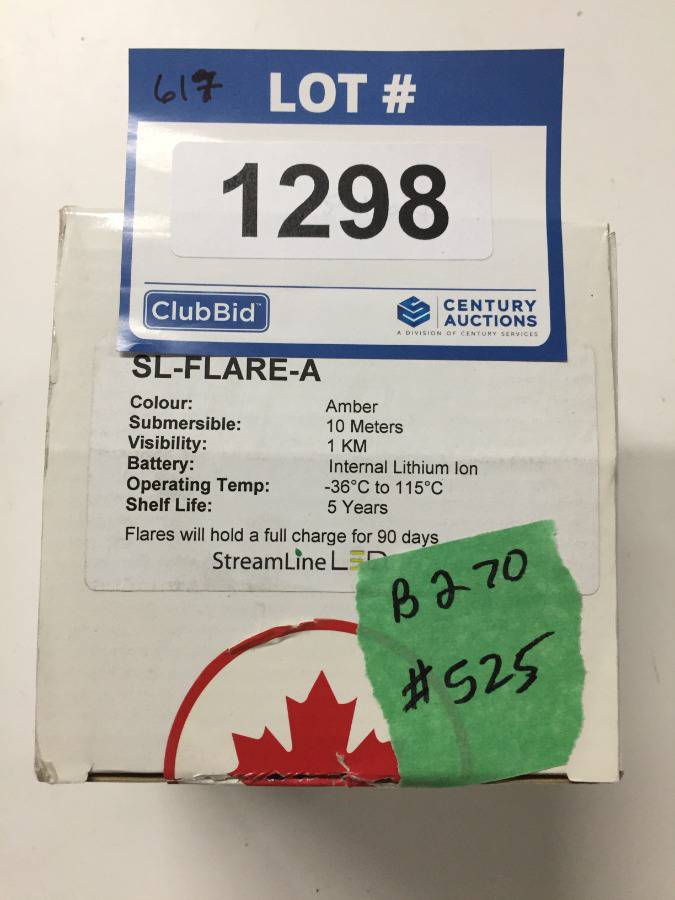 617 LOT #
1298
ClubBid™
CENTURY
AUCTIONS
A DIVISION OF CENTURY SERVICES
SL-FLARE-A
Colour: Amber
Submersible: 10 Meters
Visibility: 1 KM
Battery: Internal Lithium Ion
Operating Temp: -36°C to 115°C
Shelf Life: 5 Years
Flares will hold a full charge for 90 days
StreamLine LED
B270
#525